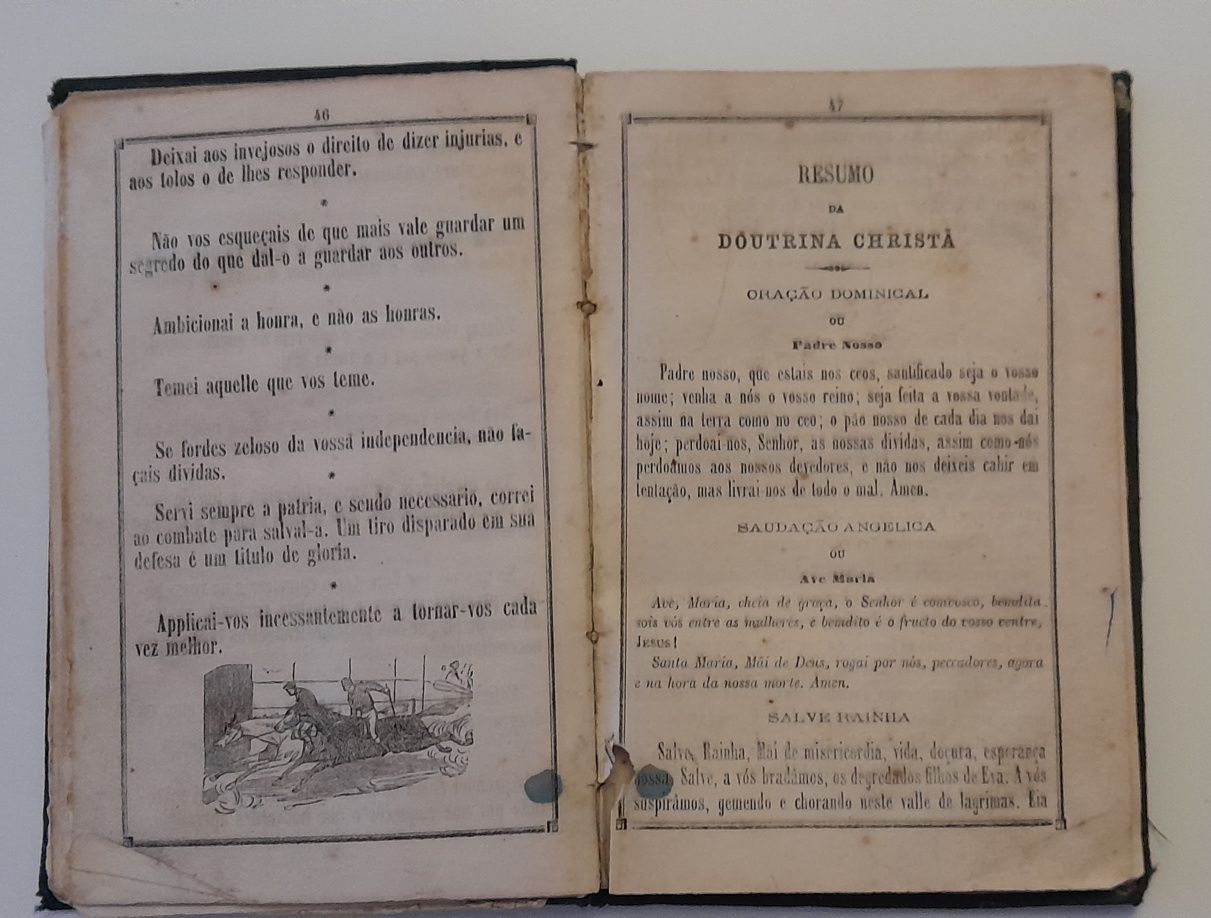 46
Deixai aos invejosos o direito de dizer injurias, e
aos tolos o de lhes responder.
*
Não vos esqueçais de que mais vale guardar um
segredo do que dal-o a guardar aos outros.
*
Ambicionai a honra, e não as honras.
*
Temei aquelle que vos teme.
*
Se fordes zeloso da vossa independencia, não fa-
çais dividas.
*
Servi sempre a patria, e sendo necessario, correi
ao combate para salval-a. Um tiro disparado em sua
defesa é um titulo de gloria.
*
Applicai-vos incessantemente a tornar-vos cada
vez melhor.
47
RESUMO
DA
DOUTRINA CHRISTÃ
ORAÇÃO DOMINICAL
OU
Padre Nosso
Padre nosso, que estais nos ceos, santificado seja o vosso
nome; venha a nós o vosso reino; seja feita a vossa vontade,
assim na terra como no ceo; o pão nosso de cada dia nos dai
hoje; perdoai-nos, Senhor, as nossas dividas, assim como nós
perdoâmos aos nossos devedores, e não nos deixeis cahir em
tentação, mas livrai-nos de todo o mal. Amen.
SAUDAÇÃO ANGELICA
OU
Ave Maria
Ave, Maria, cheia de graça, o Senhor é comvosco, bemdita
sois vós entre as mulheres, e bemdito é o fructo do vosso ventre,
JESUS!
Santa Maria, Mãi de Deus, rogai por nós, peccadores, agora
e na hora da nossa morte. Amen.
SALVE RAINHA
Salve, Rainha, Mãi de misericordia, vida, doçura, esperança
nossa, Salve, a vós bradâmos, os degredados filhos de Eva. A vós
suspirâmos, gemendo e chorando neste valle de lagrimas. Eia